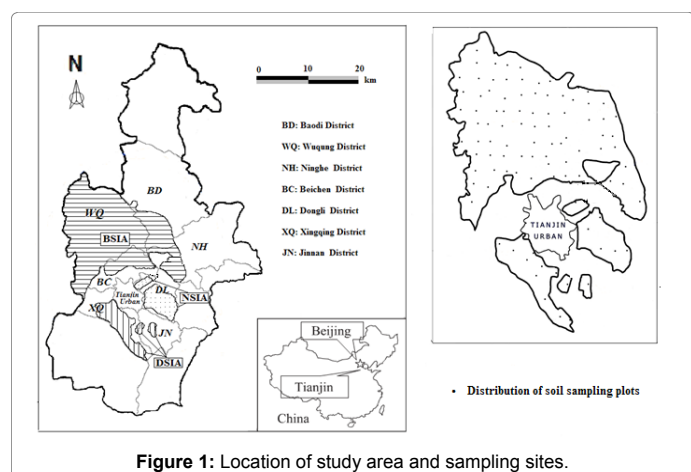 N
0 10 20
km
BD: Baodi District
WQ: Wuqung District
NH: Ninghe District
BC: Beichen District
DL: Dongli District
XQ: Xingqing District
JN: Jinnan District
BD
WQ
NH
BSIA
BC
DL
Tianjin
Urban
NSIA
XQ
JN
DSIA
Beijing
Tianjin
China
TIANJIN
URBAN
• Distribution of soil sampling plots
Figure 1: Location of study area and sampling sites.